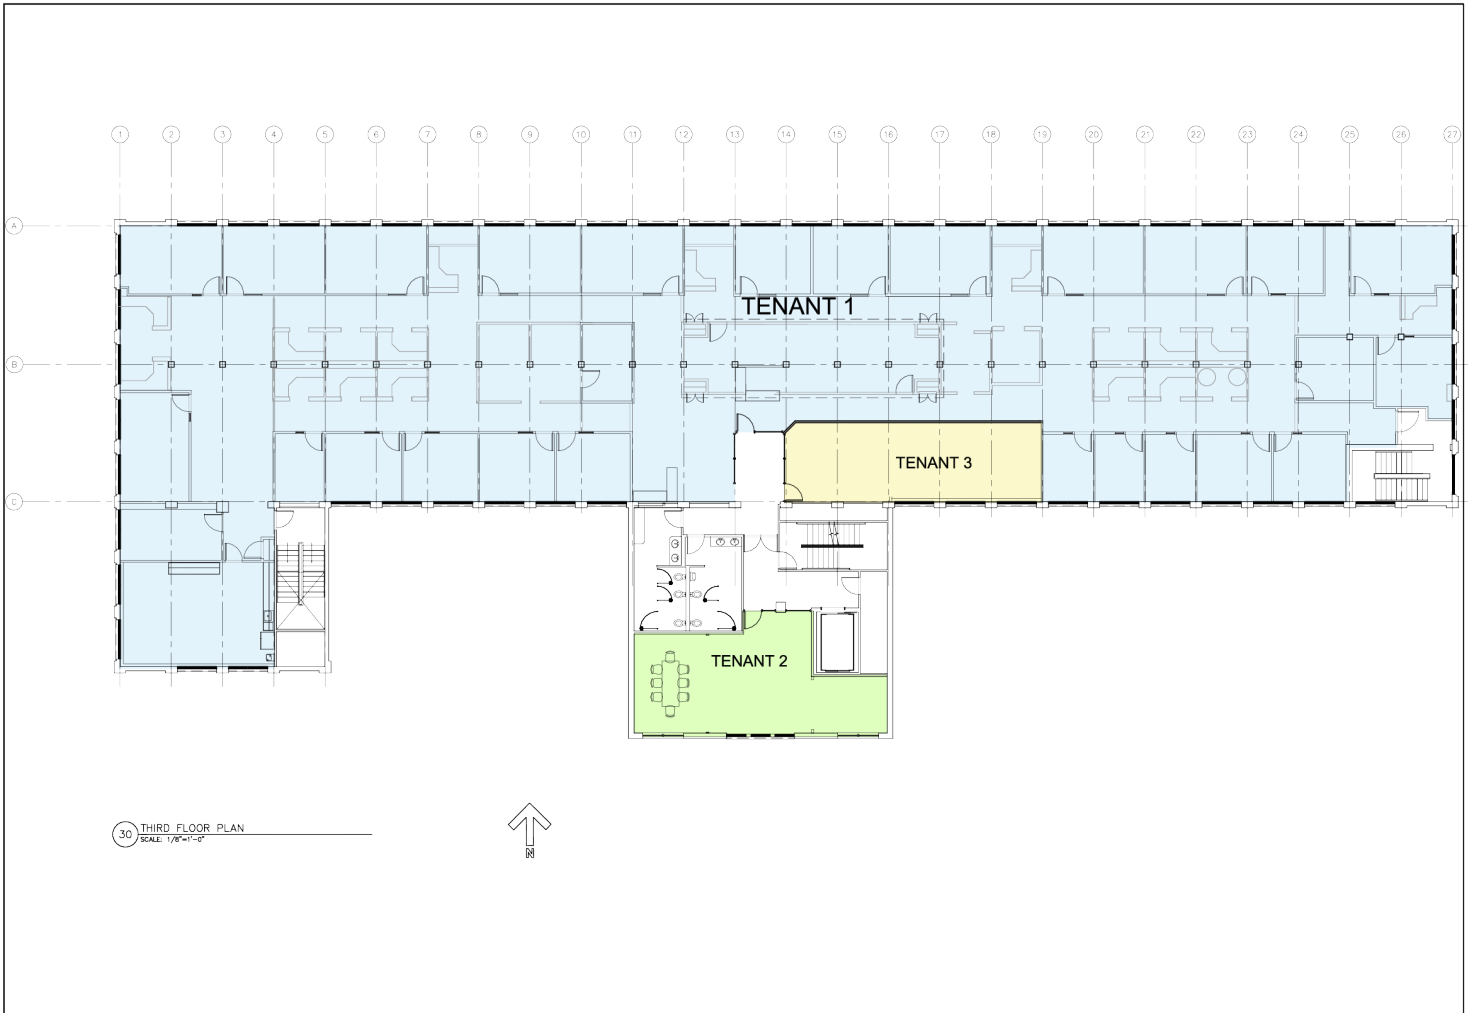 1 2 3 4 5 6 7 8 9 10 11 12 13 14 15 16 17 18 19 20 21 22 23 24 25 26 27
A
TENANT 1
B
TENANT 3
C
TENANT 2
30 THIRD FLOOR PLAN
SCALE: 1/8"=1'-0"
N